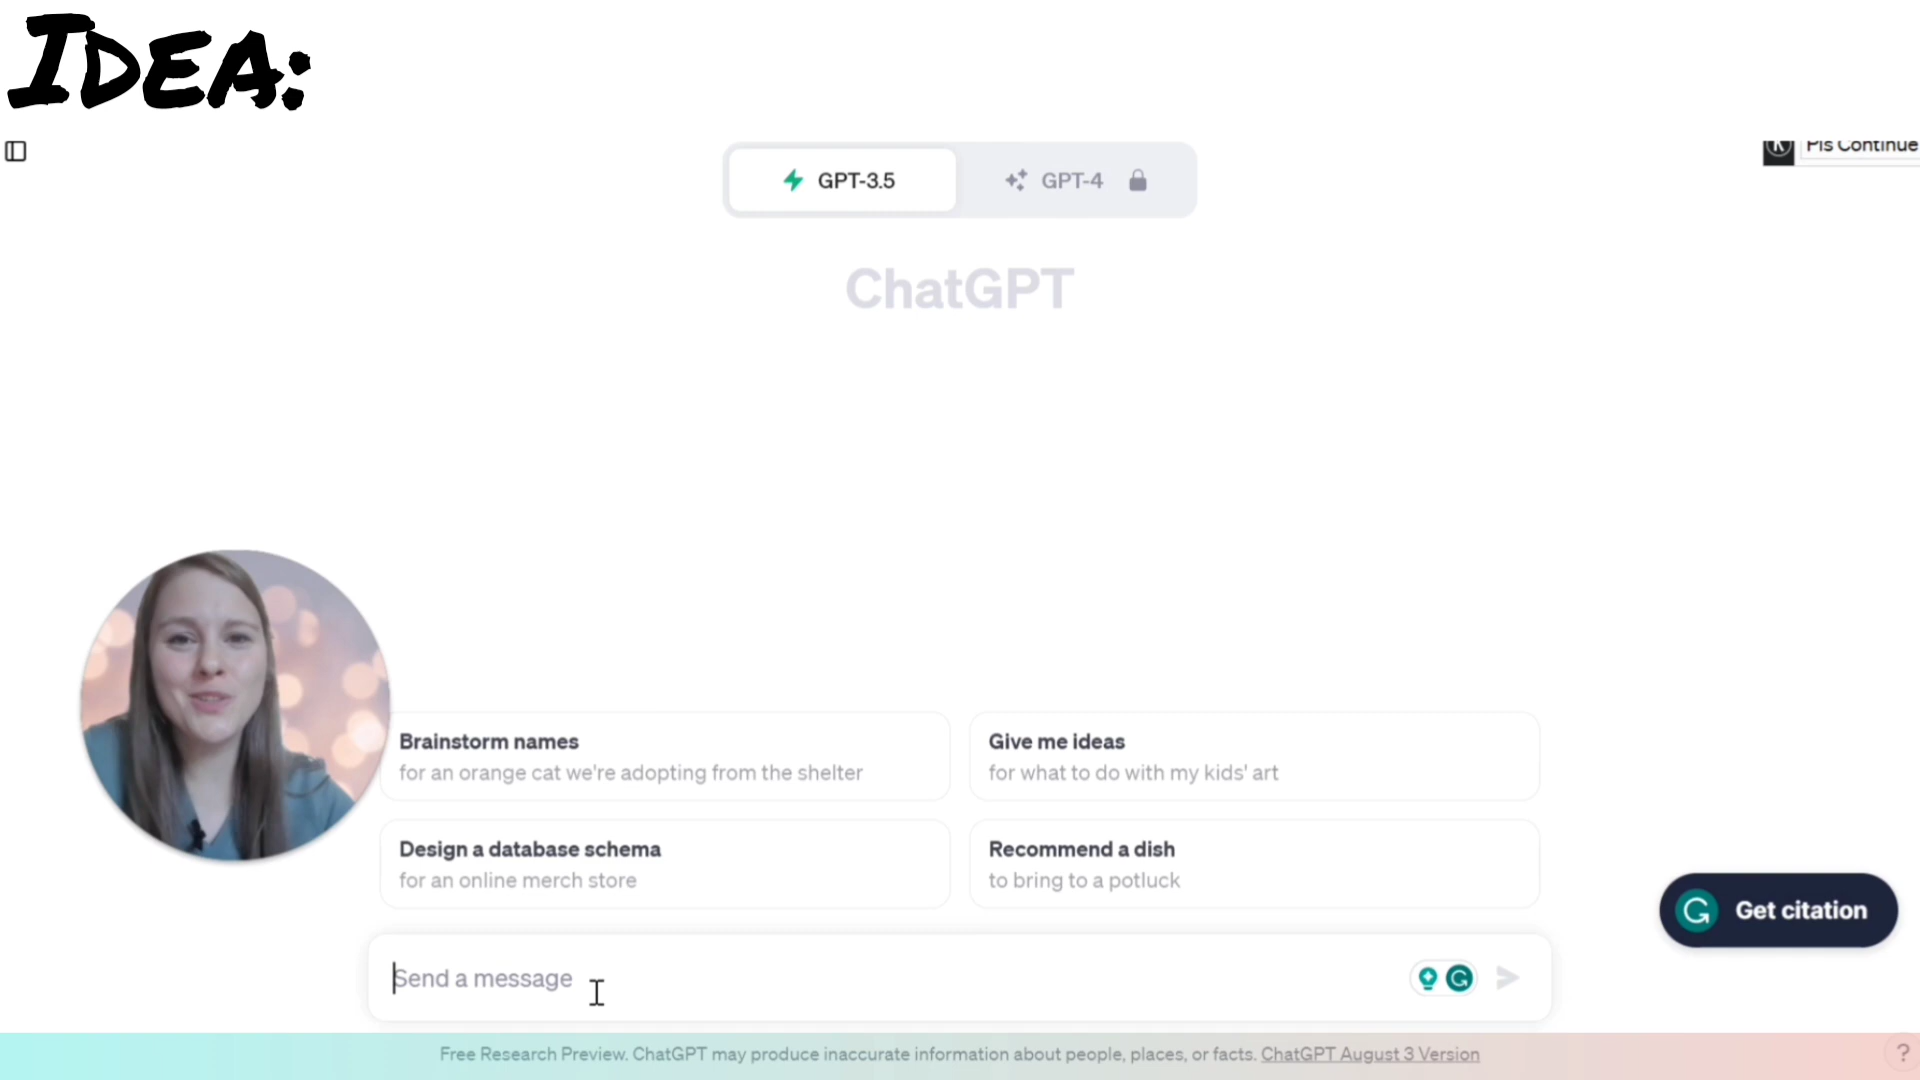 IDEA:
Pls Continue
GPT-3.5
GPT-4
ChatGPT
Brainstorm names
for an orange cat we're adopting from the shelter
Give me ideas
for what to do with my kids' art
Design a database schema
for an online merch store
Recommend a dish
to bring to a potluck
Get citation
Send a message
Free Research Preview. ChatGPT may produce inaccurate information about people, places, or facts. ChatGPT August 3 Version
?